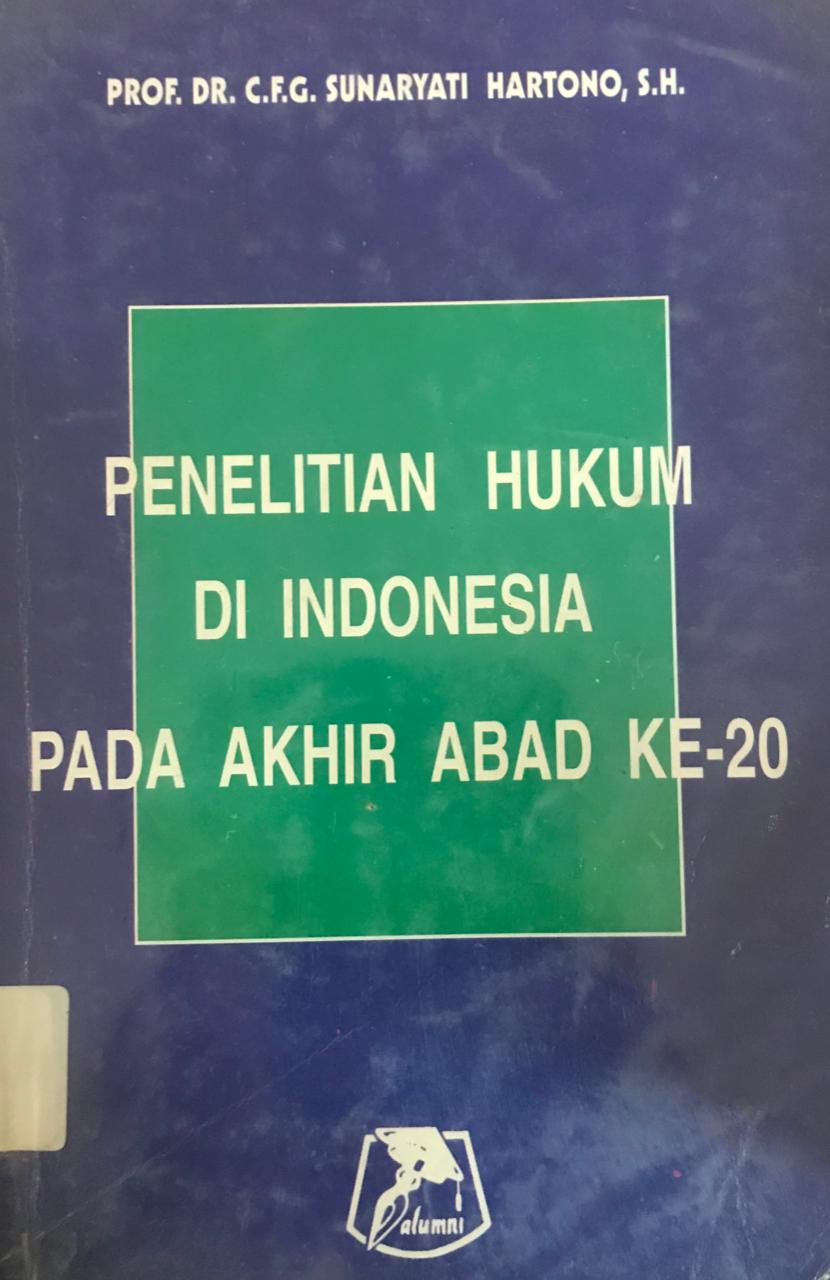 PROF. DR. C.F.G. SUNARYATI HARTONO, S.H.
PENELITIAN HUKUM
DI INDONESIA
PADA AKHIR ABAD KE-20
alumni